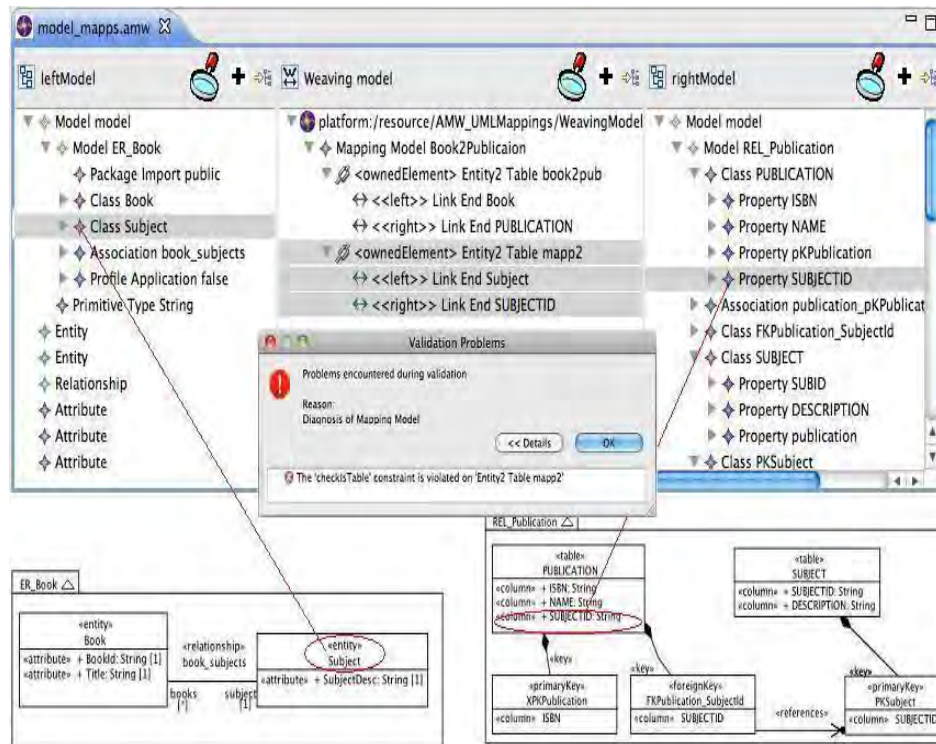 model_mapps.amw
leftModel
Weaving model
rightModel
Model model
Model ER_Book
Package Import public
Class Book
Class Subject
Association book_subjects
Profile Application false
Primitive Type String
Entity
Entity
Relationship
Attribute
Attribute
Attribute
platform:/resource/AMW_UMLMappings/WeavingModel
Mapping Model Book2Publicaion
<ownedElement> Entity2 Table book2pub
<<left>> Link End Book
<<right>> Link End PUBLICATION
<ownedElement> Entity2 Table mapp2
<<left>> Link End Subject
<<right>> Link End SUBJECTID
Model model
Model REL_Publication
Class PUBLICATION
Property ISBN
Property NAME
Property pKPublication
Property SUBJECTID
Association publication_pKPublicat
Class FKPublication_SubjectId
Class SUBJECT
Property SUBID
Property DESCRIPTION
Property publication
Class PKSubject
Validation Problems
Problems encountered during validation
Reason:
Diagnosis of Mapping Model
<< Details
OK
The 'checkIsTable' constraint is violated on 'Entity2 Table mapp2'
ER_Book
«entity»
Book
«attribute» + BookId: String [1]
«attribute» + Title: String [1]
«relationship»
book_subjects
books
[*]
subject
[1]
«entity»
Subject
«attribute» + SubjectDesc: String [1]
REL_Publication
«table»
PUBLICATION
«column» + ISBN: String
«column» + NAME: String
«column» + SUBJECTID: String
«table»
SUBJECT
«column» + SUBJECTID: String
«column» + DESCRIPTION: String
«key»
«key»
«key»
«primaryKey»
XPKPublication
«column» ISBN
«foreignKey»
FKPublication_SubjectId
«column» SUBJECTID
«references»
«primaryKey»
PKSubject
«column» SUBJECTID